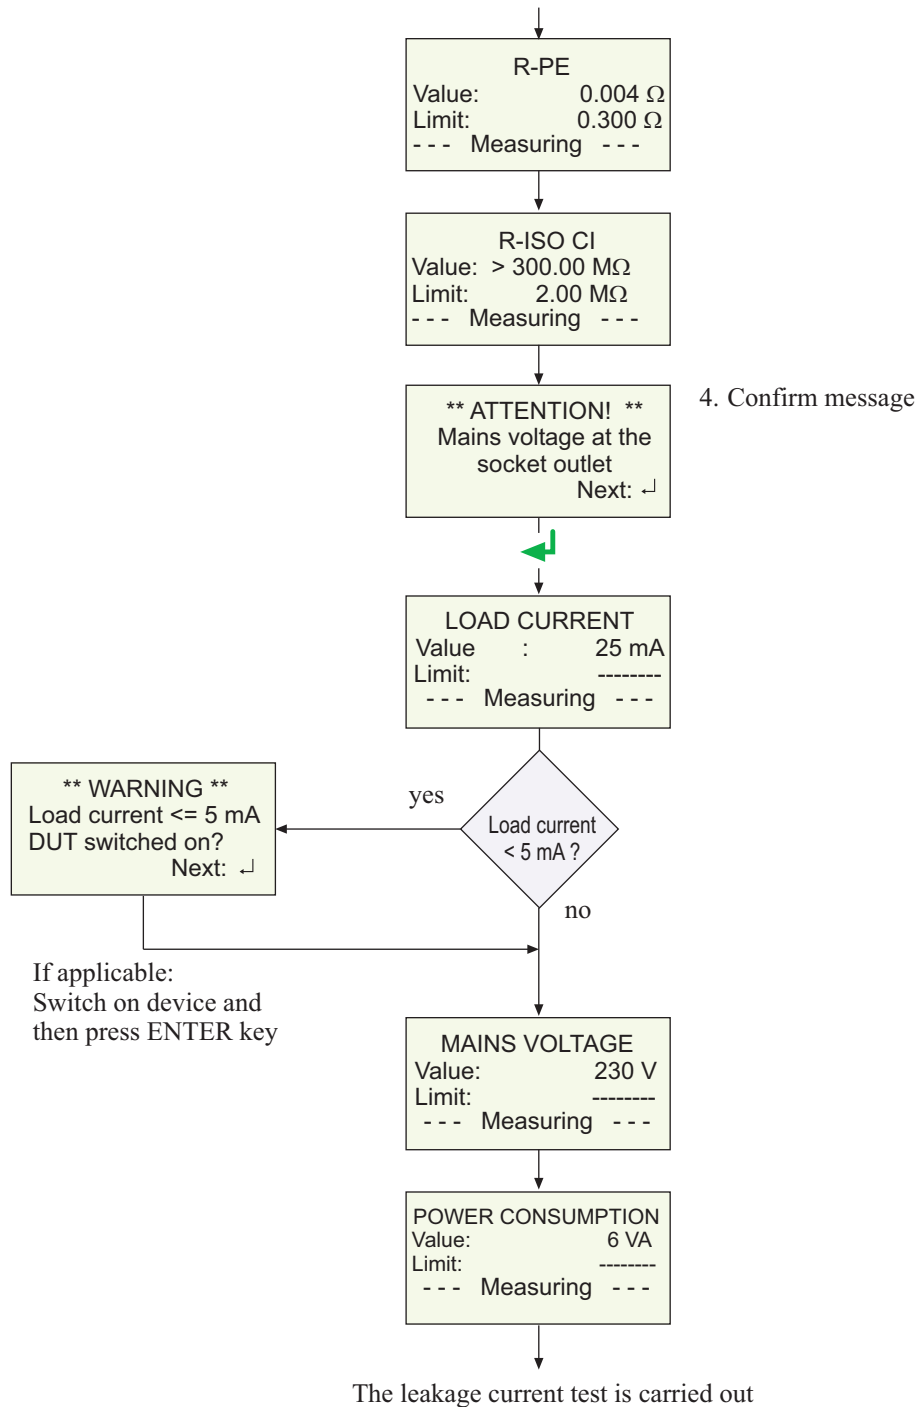 R-PE
Value: 0.004 Ω
Limit: 0.300 Ω
- - - Measuring - - -
R-ISO CI
Value: > 300.00 MΩ
Limit: 2.00 MΩ
- - - Measuring - - -
** ATTENTION! **
Mains voltage at the
socket outlet
Next: ↵
4. Confirm message
LOAD CURRENT
Value : 25 mA
Limit: --------
- - - Measuring - - -
Load current
< 5 mA ?
yes
** WARNING **
Load current <= 5 mA
DUT switched on?
Next: ↵
no
If applicable:
Switch on device and
then press ENTER key
MAINS VOLTAGE
Value: 230 V
Limit: --------
- - - Measuring - - -
POWER CONSUMPTION
Value: 6 VA
Limit: --------
- - - Measuring - - -
The leakage current test is carried out